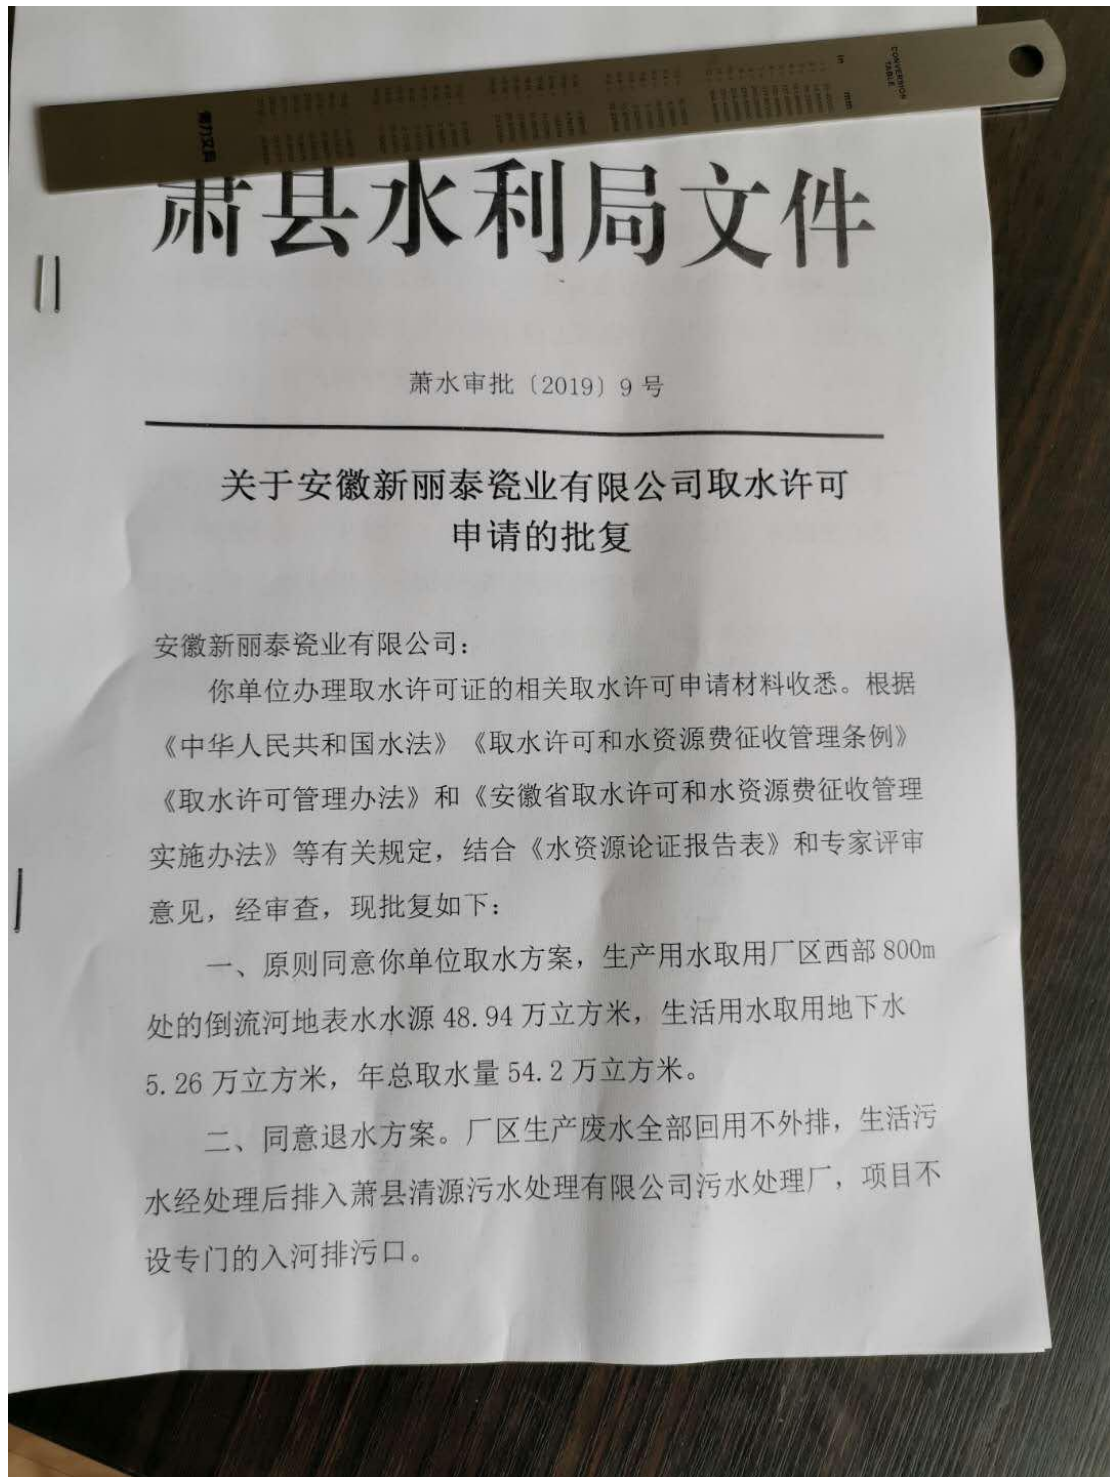 CONVERSION
TABLE
in
mm
得力文具
萧县水利局文件
萧水审批〔2019〕9号
关于安徽新丽泰瓷业有限公司取水许可
申请的批复
安徽新丽泰瓷业有限公司：
你单位办理取水许可证的相关取水许可申请材料收悉。根据
《中华人民共和国水法》《取水许可和水资源费征收管理条例》
《取水许可管理办法》和《安徽省取水许可和水资源费征收管理
实施办法》等有关规定，结合《水资源论证报告表》和专家评审
意见，经审查，现批复如下：
一、原则同意你单位取水方案，生产用水取用厂区西部800m
处的倒流河地表水水源48.94万立方米，生活用水取用地下水
5.26万立方米，年总取水量54.2万立方米。
二、同意退水方案。厂区生产废水全部回用不外排，生活污
水经处理后排入萧县清源污水处理有限公司污水处理厂，项目不
设专门的入河排污口。